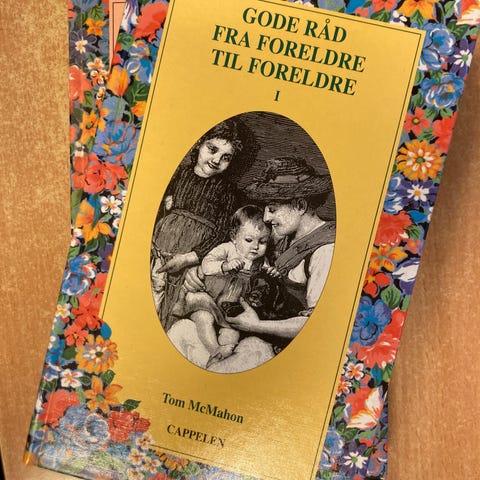 GODE RÅD
FRA FORELDRE
TIL FORELDRE
I
Tom McMahon
CAPPELEN